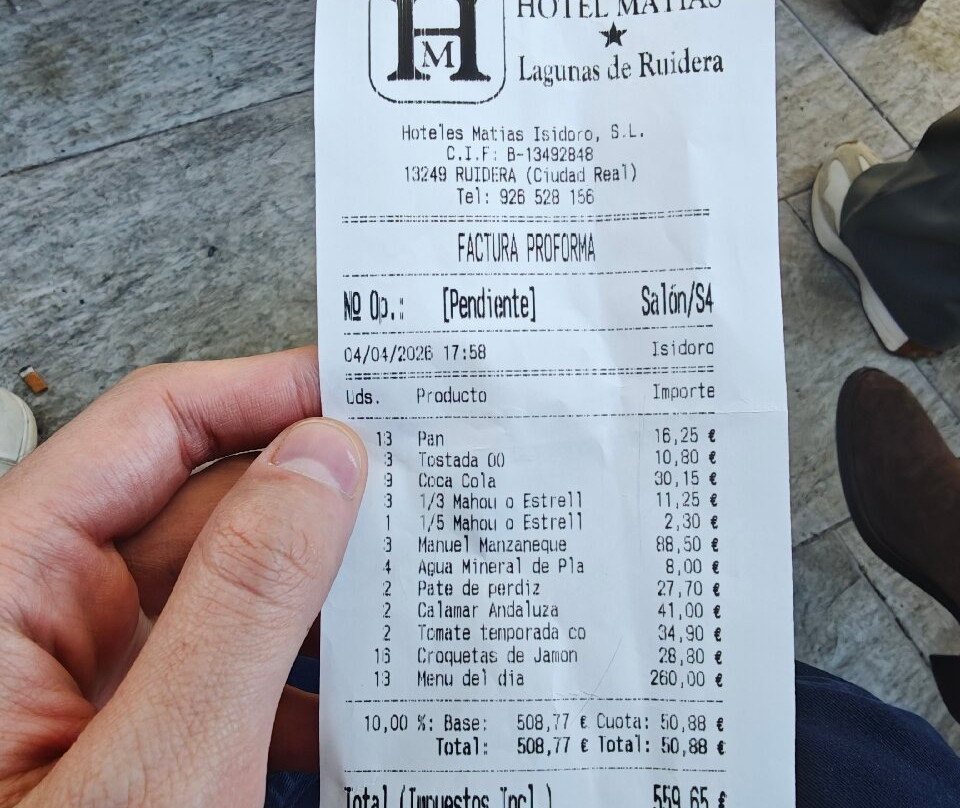 HOTEL MATIAS
HM
Lagunas de Ruidera
Hoteles Matias Isidoro, S.L.
C.I.F: B-13492848
13249 RUIDERA (Ciudad Real)
Tel: 926 528 156
FACTURA PROFORMA
Nº Op.: [Pendiente] Salón/S4
04/04/2026 17:58 Isidoro
Uds. Producto Importe
13 Pan 16,25 €
3 Tostada 00 10,80 €
9 Coca Cola 30,15 €
3 1/3 Mahou o Estrell 11,25 €
1 1/5 Mahou o Estrell 2,30 €
3 Manuel Manzaneque 88,50 €
4 Agua Mineral de Pla 8,00 €
2 Pate de perdiz 27,70 €
2 Calamar Andaluza 41,00 €
2 Tomate temporada co 34,90 €
16 Croquetas de Jamon 28,80 €
13 Menu del dia 260,00 €
10,00 %: Base: 508,77 € Cuota: 50,88 €
Total: 508,77 € Total: 50,88 €
Total (Impuestos Incl.) 559,65 €